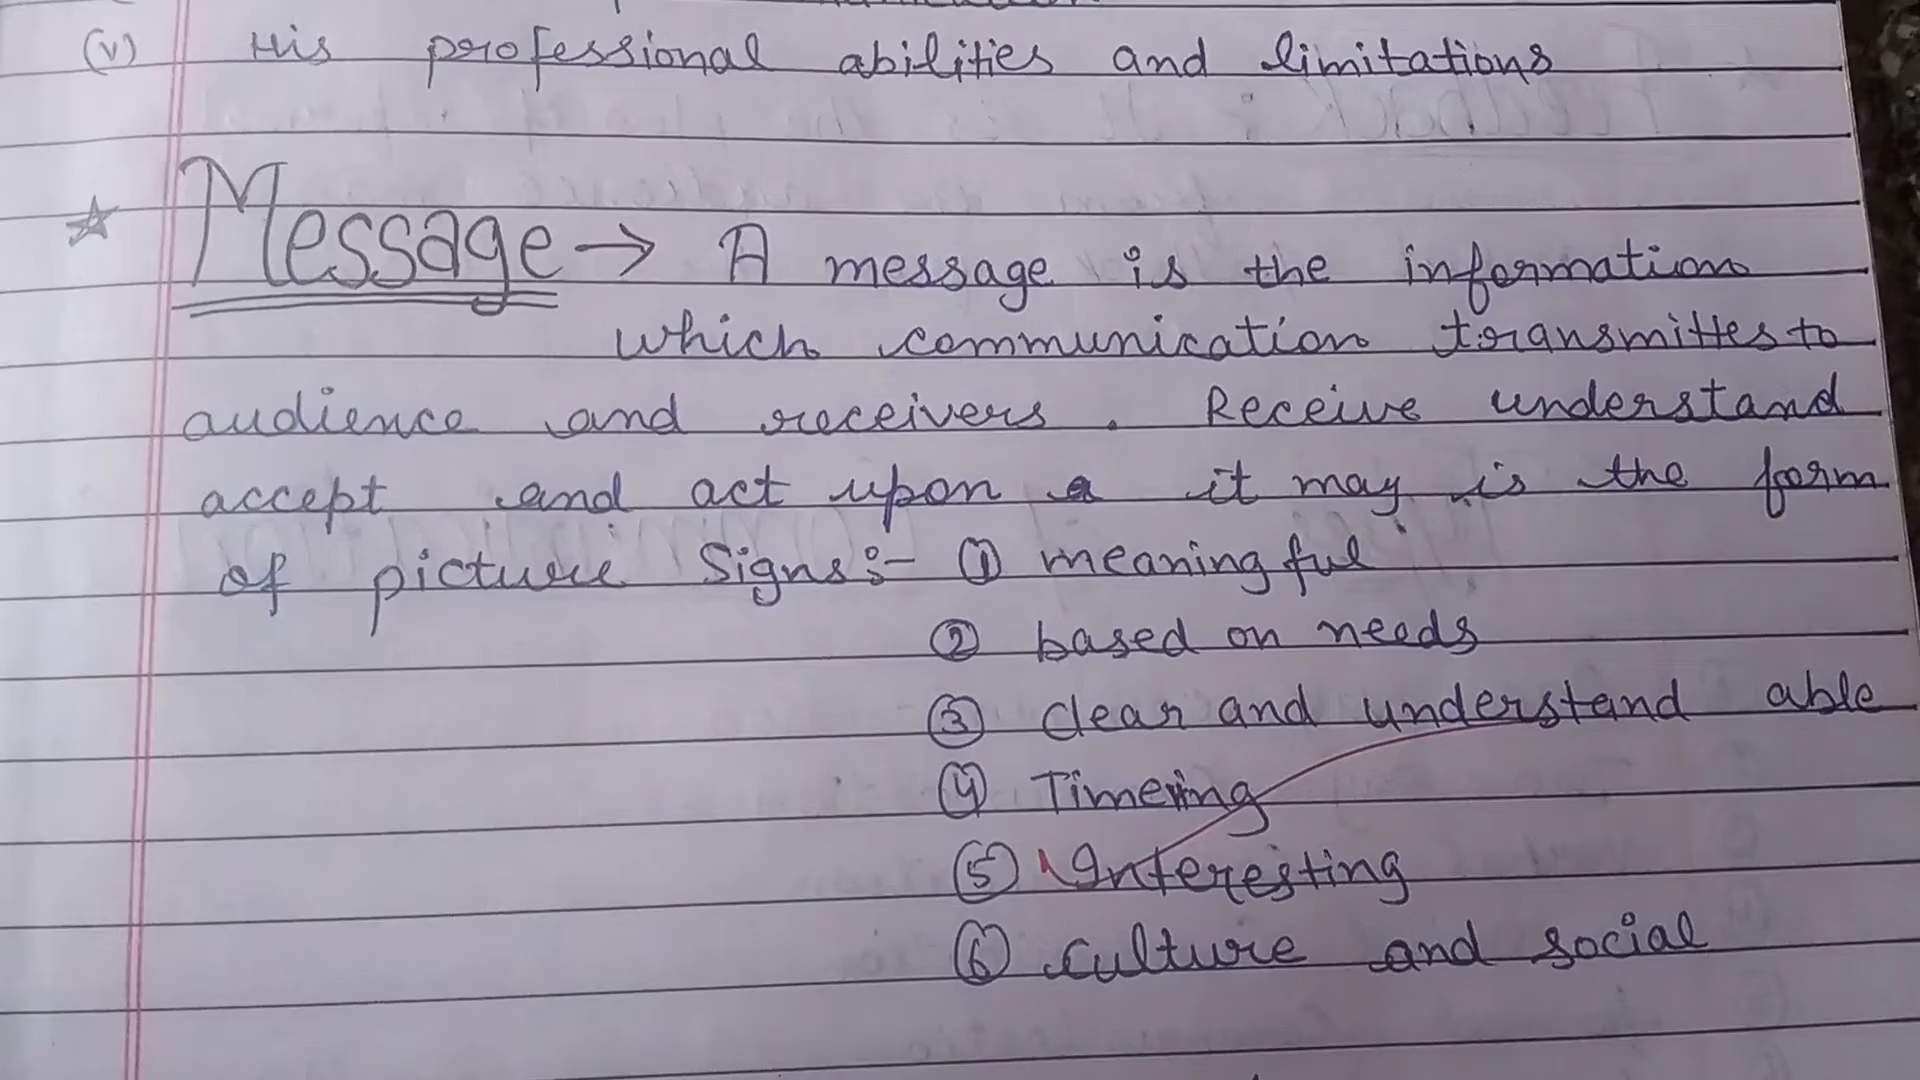 (v) His professional abilities and limitations
☆ Message → A message is the information
which communication transmittes to
audience and receivers. Receive understand
accept and act upon it may is the form
of picture Signs:- ① meaningful
② based on needs
③ clear and understand able
④ Timeing
⑤ Interesting
⑥ culture and social